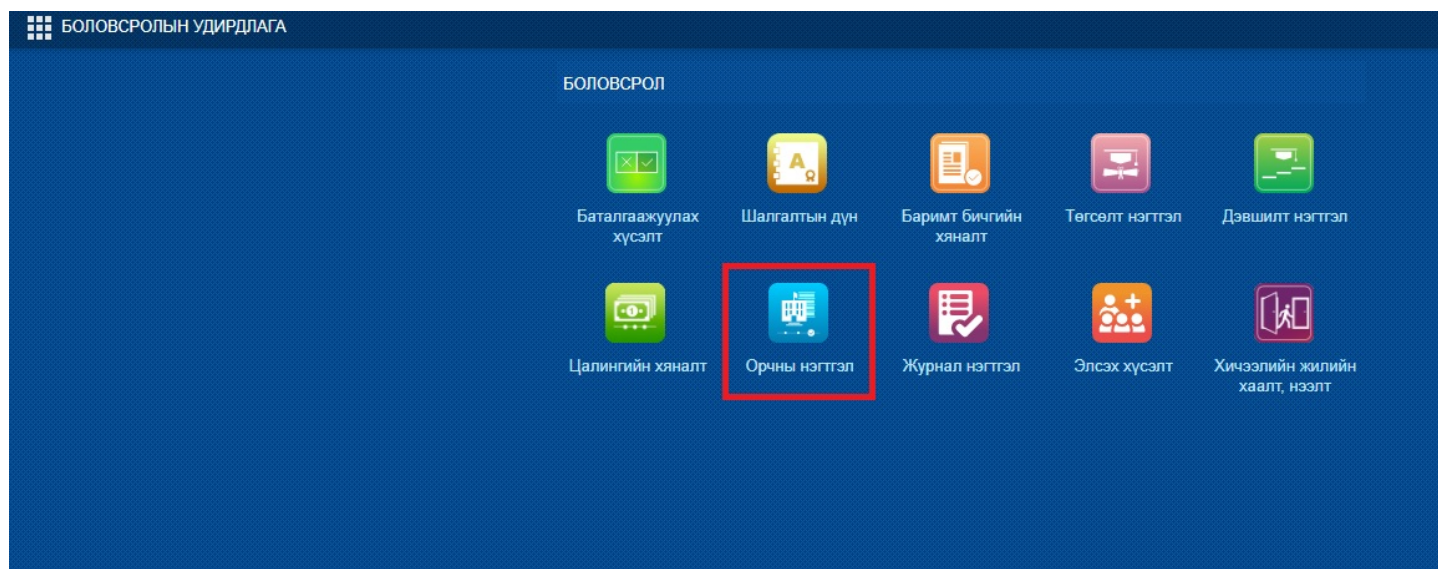 БОЛОВСРОЛЫН УДИРДЛАГА
БОЛОВСРОЛ
Баталгаажуулах
хүсэлт
Шалгалтын дүн
Баримт бичгийн
хяналт
Төгсөлт нэгтгэл
Дэвшилт нэгтгэл
Цалингийн хяналт
Орчны нэгтгэл
Журнал нэгтгэл
Элсэх хүсэлт
Хичээлийн жилийн
хаалт, нээлт